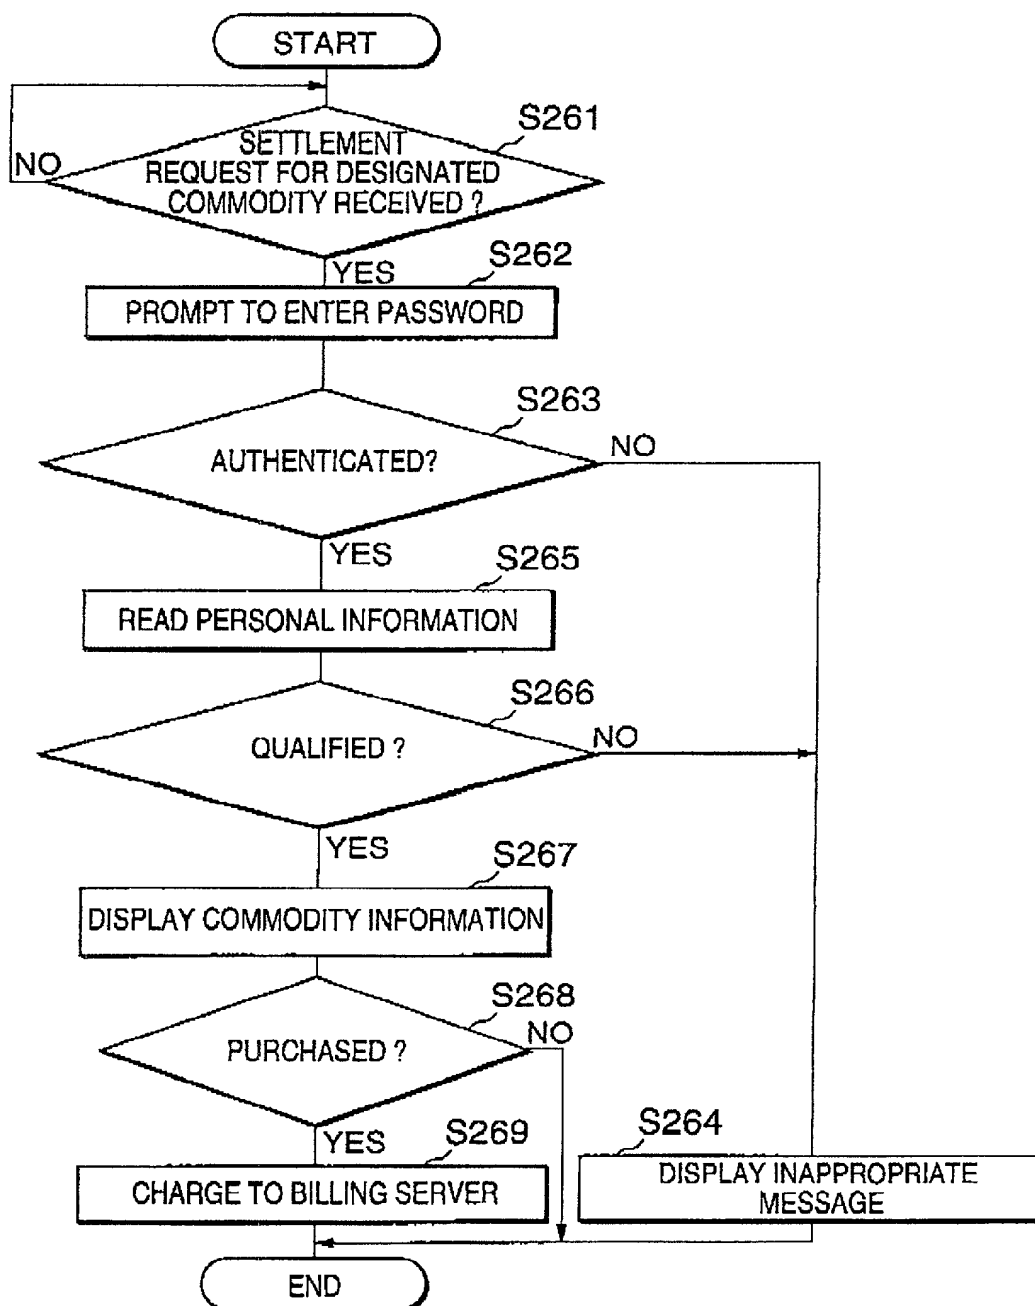 START
S261
SETTLEMENT
REQUEST FOR DESIGNATED
COMMODITY RECEIVED ?
NO
YES
S262
PROMPT TO ENTER PASSWORD
S263
AUTHENTICATED?
NO
YES
S265
READ PERSONAL INFORMATION
S266
QUALIFIED ?
NO
YES
S267
DISPLAY COMMODITY INFORMATION
S268
PURCHASED ?
NO
YES
S269
CHARGE TO BILLING SERVER
S264
DISPLAY INAPPROPRIATE
MESSAGE
END